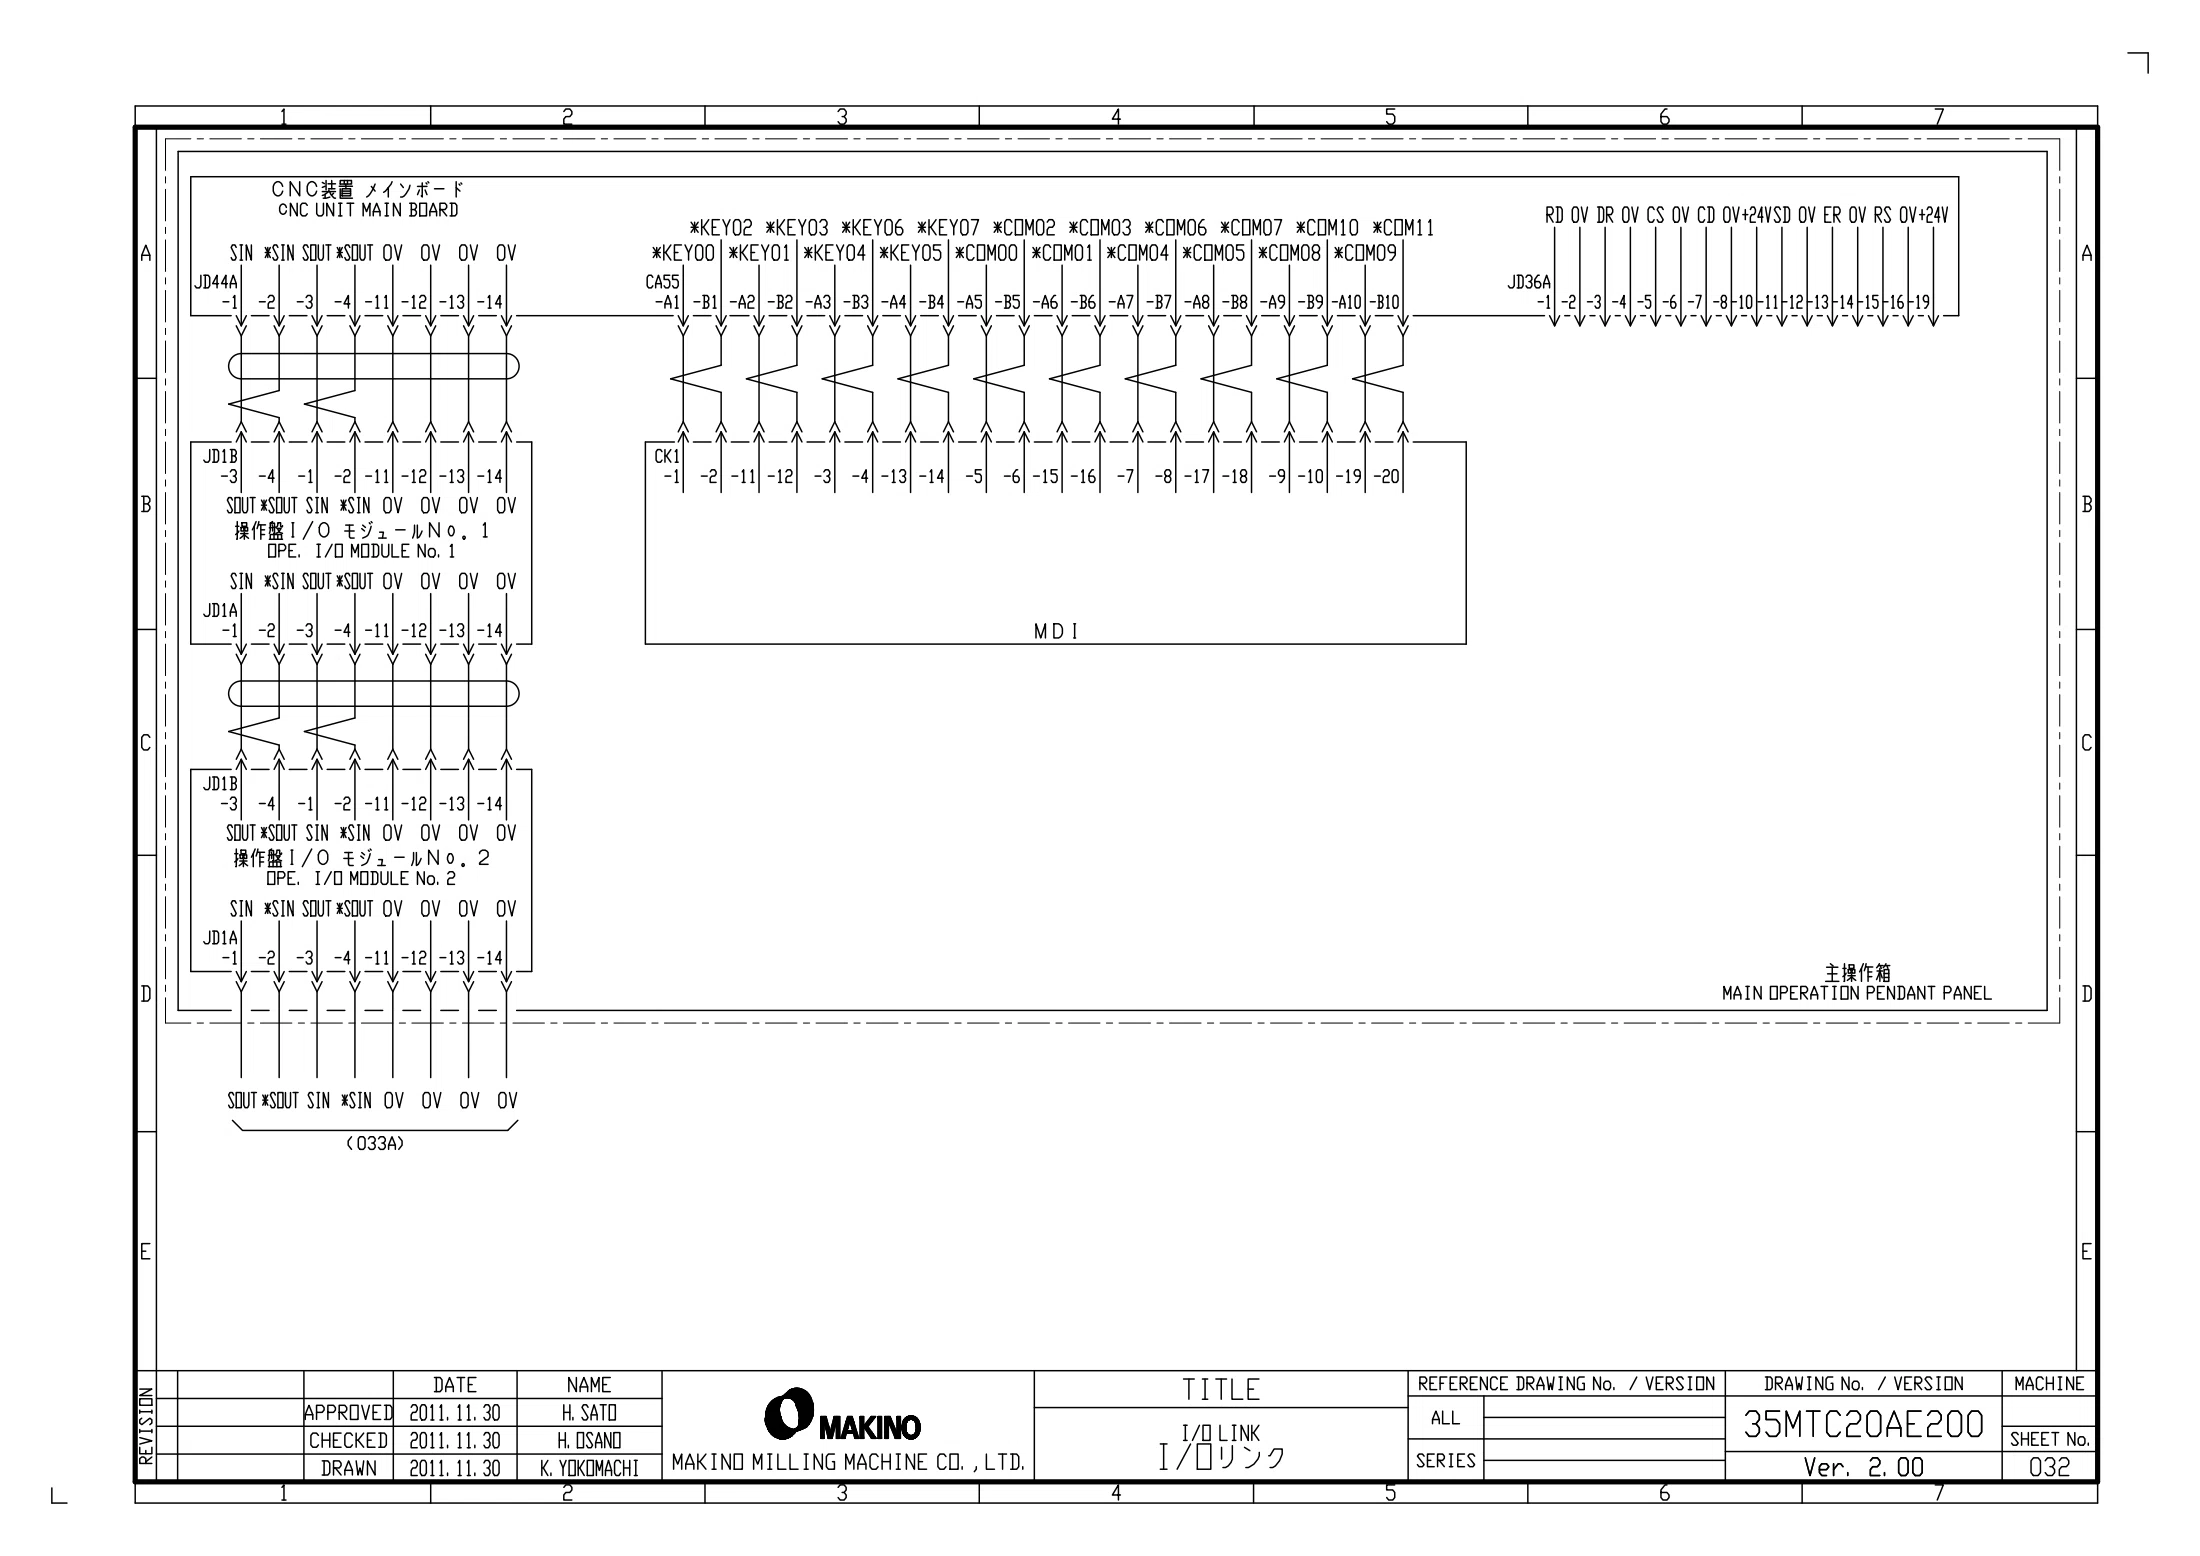 1 2 3 4 5 6 7
CNC装置 メインボード
CNC UNIT MAIN BOARD
RD 0V DR 0V CS 0V CD 0V+24VSD 0V ER 0V RS 0V+24V
*KEY02 *KEY03 *KEY06 *KEY07 *COM02 *COM03 *COM06 *COM07 *COM10 *COM11
A SIN *SIN SOUT *SOUT 0V 0V 0V 0V *KEY00 *KEY01 *KEY04 *KEY05 *COM00 *COM01 *COM04 *COM05 *COM08 *COM09 A
JD44A CA55 JD36A
-1 -2 -3 -4 -11 -12 -13 -14 -A1 -B1 -A2 -B2 -A3 -B3 -A4 -B4 -A5 -B5 -A6 -B6 -A7 -B7 -A8 -B8 -A9 -B9 -A10 -B10 -1 -2 -3 -4 -5 -6 -7 -8 -10 -11 -12 -13 -14 -15 -16 -19
JD1B CK1
-3 -4 -1 -2 -11 -12 -13 -14 -1 -2 -11 -12 -3 -4 -13 -14 -5 -6 -15 -16 -7 -8 -17 -18 -9 -10 -19 -20
B SOUT *SOUT SIN *SIN 0V 0V 0V 0V B
操作盤I/O モジュールNo. 1
OPE. I/O MODULE No. 1
SIN *SIN SOUT *SOUT 0V 0V 0V 0V
JD1A
-1 -2 -3 -4 -11 -12 -13 -14 MDI
C C
JD1B
-3 -4 -1 -2 -11 -12 -13 -14
SOUT *SOUT SIN *SIN 0V 0V 0V 0V
操作盤I/O モジュールNo. 2
OPE. I/O MODULE No. 2
SIN *SIN SOUT *SOUT 0V 0V 0V 0V
JD1A
-1 -2 -3 -4 -11 -12 -13 -14
主操作箱
D MAIN OPERATION PENDANT PANEL D
SOUT *SOUT SIN *SIN 0V 0V 0V 0V
(033A)
E E
REVISION
DATE NAME
APPROVED 2011. 11. 30 H. SATO
CHECKED 2011. 11. 30 H. OSANO
DRAWN 2011. 11. 30 K. YOKOMACHI
MAKINO
MAKINO MILLING MACHINE CO. , LTD.
TITLE
I/O LINK
I/Oリンク
REFERENCE DRAWING No. / VERSION
ALL
SERIES
DRAWING No. / VERSION
35MTC20AE200
Ver. 2. 00
MACHINE
SHEET No.
032
1 2 3 4 5 6 7